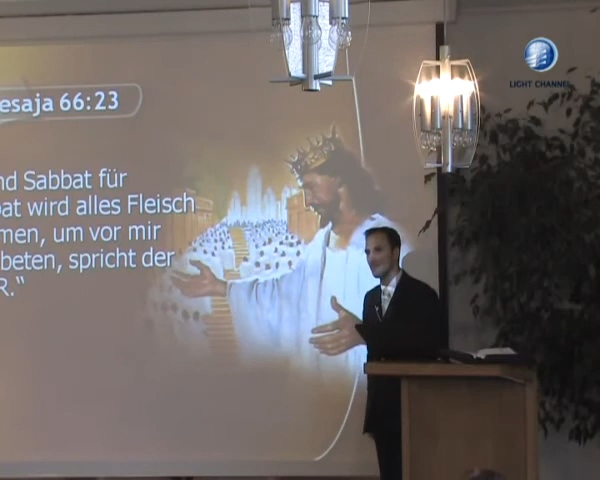 esaja 66:23
nd Sabbat für
bat wird alles Fleisch
men, um vor mir
beten, spricht der
R.“
LIGHT CHANNEL